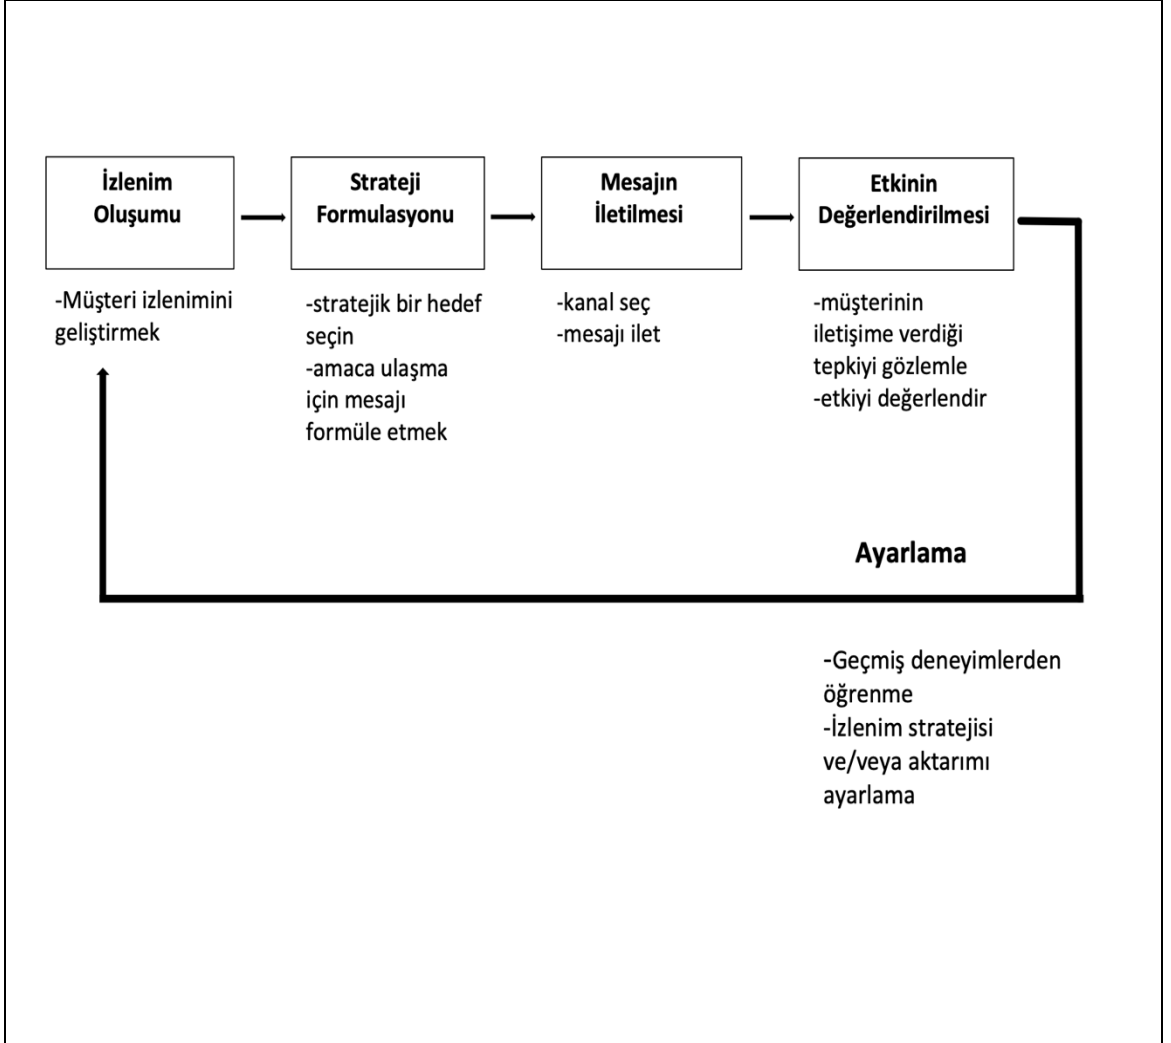 İzlenim
Oluşumu
Strateji
Formulasyonu
Mesajın
İletilmesi
Etkinin
Değerlendirilmesi
-Müşteri izlenimini
geliştirmek
-stratejik bir hedef
seçin
-amaca ulaşma
için mesajı
formüle etmek
-kanal seç
-mesajı ilet
-müşterinin
iletişime verdiği
tepkiyi gözlemle
-etkiyi değerlendir
Ayarlama
-Geçmiş deneyimlerden
öğrenme
-İzlenim stratejisi
ve/veya aktarımı
ayarlama